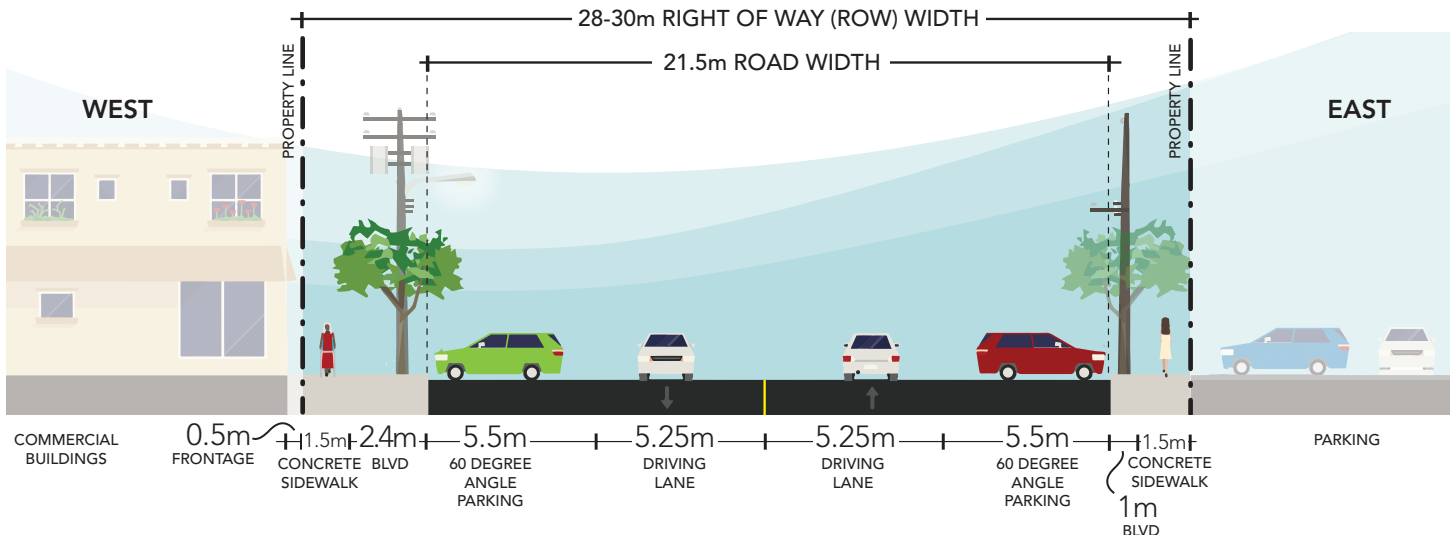 28-30m RIGHT OF WAY (ROW) WIDTH
21.5m ROAD WIDTH
WEST
PROPERTY LINE
PROPERTY LINE
EAST
COMMERCIAL
BUILDINGS
0.5m
FRONTAGE
1.5m
CONCRETE
SIDEWALK
2.4m
BLVD
5.5m
60 DEGREE
ANGLE
PARKING
5.25m
DRIVING
LANE
5.25m
DRIVING
LANE
5.5m
60 DEGREE
ANGLE
PARKING
1m
BLVD
1.5m
CONCRETE
SIDEWALK
PARKING